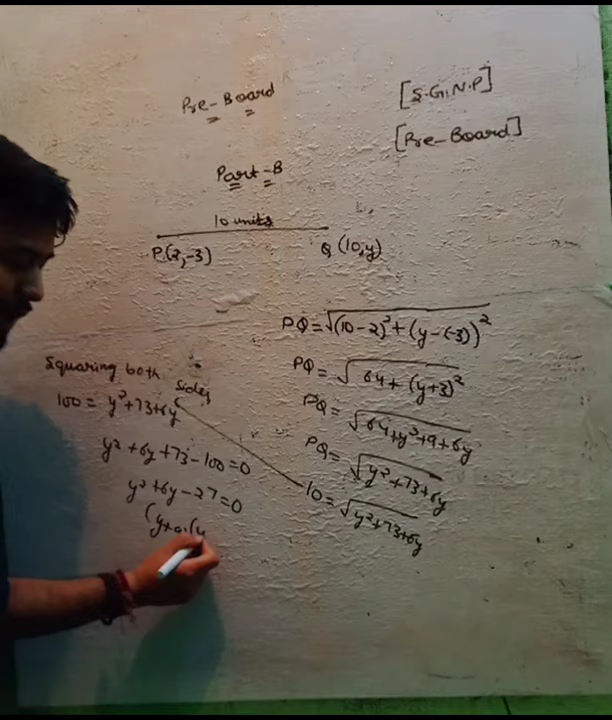 Pre-Board
[S.G.N.P]
[Pre-Board]
Part-B
10 units
P(2,-3)
Q (10,y)
PQ=√(10-2)²+(y-(-3))²
PQ=√64+(y+3)²
PQ=√64+y²+9+6y
PQ=√y²+73+6y
10=√y²+73+6y
Squaring both sides
100=y²+73+6y
y²+6y+73-100=0
y²+6y-27=0
(y+9)(y